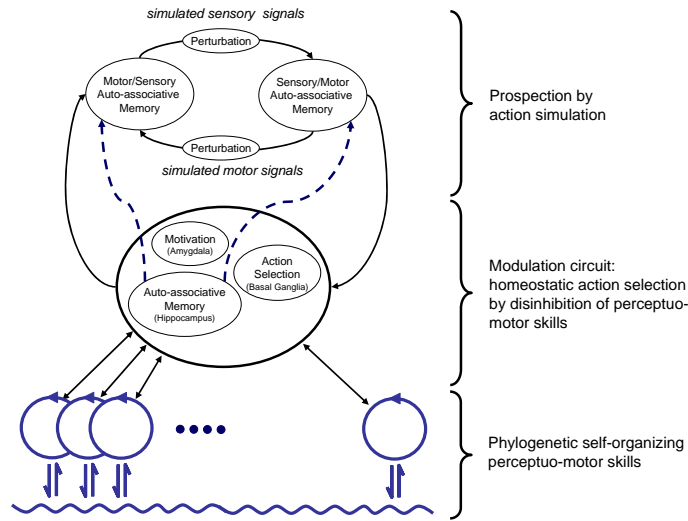 simulated sensory signals
Perturbation
Motor/Sensory
Auto-associative
Memory
Sensory/Motor
Auto-associative
Memory
Perturbation
simulated motor signals
Prospection by
action simulation
Motivation
(Amygdala)
Action
Selection
(Basal Ganglia)
Auto-associative
Memory
(Hippocampus)
Modulation circuit:
homeostatic action selection
by disinhibition of perceptuo-
motor skills
Phylogenetic self-organizing
perceptuo-motor skills